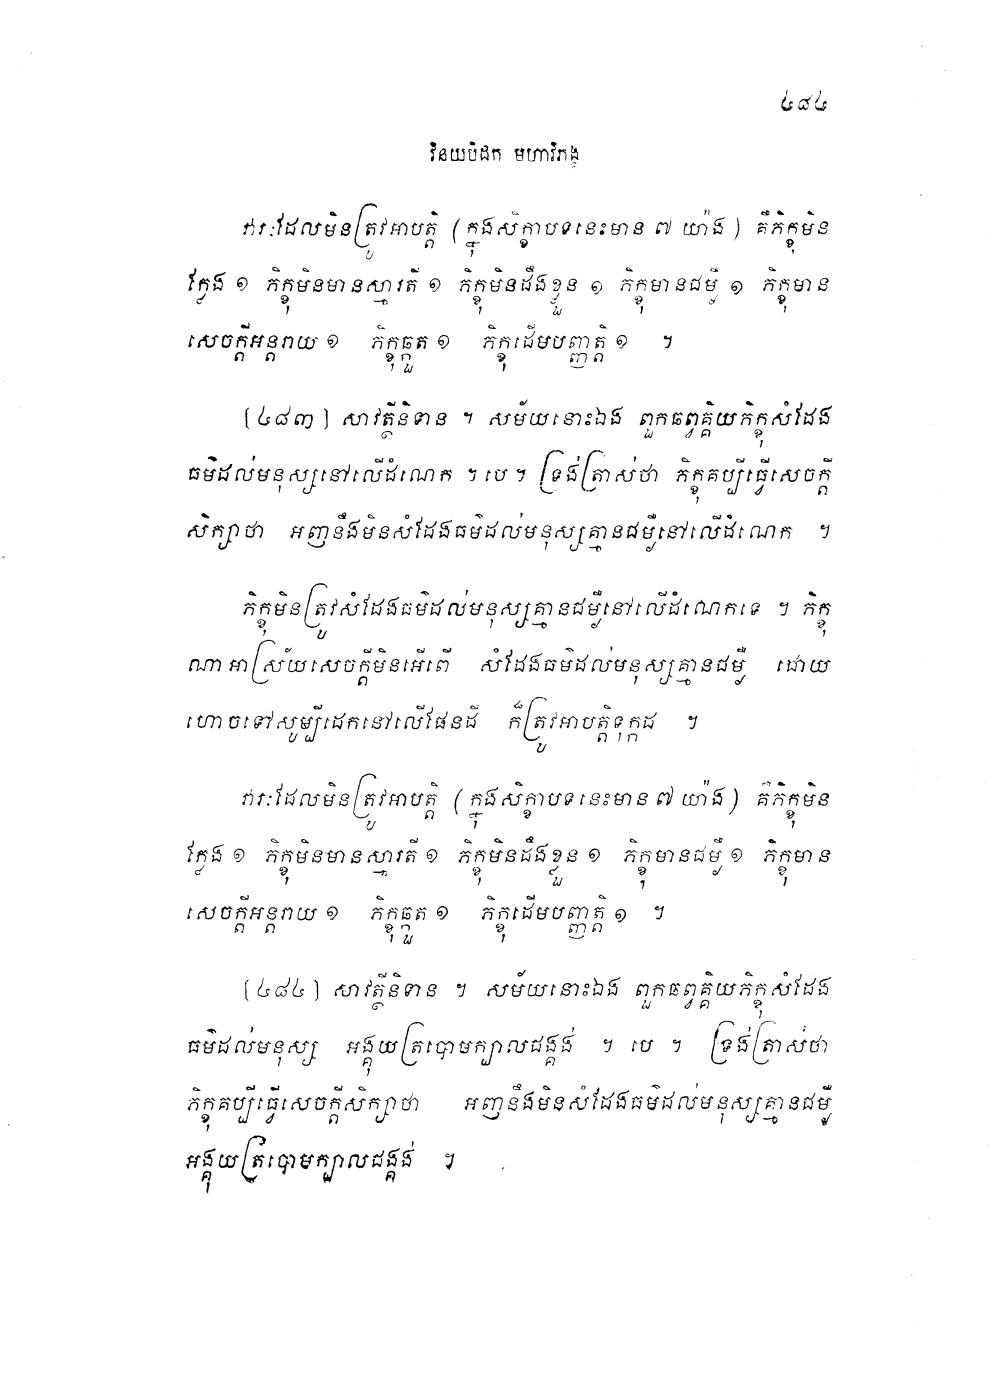 ៤៨៤
វិនយបិដក មហាវិភង្គ
វារៈដែលមិនត្រូវអាបត្តិ (ក្នុងសិក្ខាបទនេះមាន ៧ យ៉ាង) គឺភិក្ខុមិន
ក្លែង ១ ភិក្ខុមិនមានស្មារតី ១ ភិក្ខុមិនដឹងខ្លួន ១ ភិក្ខុមានជម្ងឺ ១ ភិក្ខុមាន
សេចក្តីអន្តរាយ ១ ភិក្ខុឆ្កួត ១ ភិក្ខុដើមបញ្ញត្តិ ១ ។
(៤៨៣) សាវត្ថីនិទាន ។ សម័យនោះឯង ពួកឆព្វគ្គិយភិក្ខុសំដែង
ធម៌ដល់មនុស្សនៅលើដំណេក ។ បេ ។ ទ្រង់ត្រាស់ថា ភិក្ខុគប្បីធ្វើសេចក្តី
សិក្សាថា អញនឹងមិនសំដែងធម៌ដល់មនុស្សគ្មានជម្ងឺនៅលើដំណេក ។
ភិក្ខុមិនត្រូវសំដែងធម៌ដល់មនុស្សគ្មានជម្ងឺនៅលើដំណេកទេ ។ ភិក្ខុ
ណាអាស្រ័យសេចក្តីមិនអើពើ សំដែងធម៌ដល់មនុស្សគ្មានជម្ងឺ ដោយ
ហោចទៅសូម្បីដេកនៅលើផែនដី ក៏ត្រូវអាបត្តិទុក្កដ ។
វារៈដែលមិនត្រូវអាបត្តិ (ក្នុងសិក្ខាបទនេះមាន ៧ យ៉ាង) គឺភិក្ខុមិន
ក្លែង ១ ភិក្ខុមិនមានស្មារតី ១ ភិក្ខុមិនដឹងខ្លួន ១ ភិក្ខុមានជម្ងឺ ១ ភិក្ខុមាន
សេចក្តីអន្តរាយ ១ ភិក្ខុឆ្កួត ១ ភិក្ខុដើមបញ្ញត្តិ ១ ។
(៤៨៤) សាវត្ថីនិទាន ។ សម័យនោះឯង ពួកឆព្វគ្គិយភិក្ខុសំដែង
ធម៌ដល់មនុស្ស អង្គុយត្របោមក្បាលជង្គង់ ។ បេ ។ ទ្រង់ត្រាស់ថា
ភិក្ខុគប្បីធ្វើសេចក្តីសិក្សាថា អញនឹងមិនសំដែងធម៌ដល់មនុស្សគ្មានជម្ងឺ
អង្គុយត្របោមក្បាលជង្គង់ ។